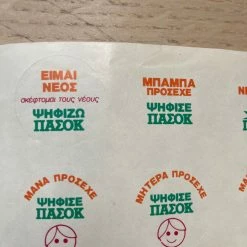 ΕΙΜΑΙ
ΝΕΟΣ
σκέφτομαι τους νέους
ΨΗΦΙΖΩ
ΠΑΣΟΚ
ΜΠΑΜΠΑ
ΠΡΟΣΕΧΕ
ΨΗΦΙΣΕ
ΠΑΣΟΚ
ΜΑΝΑ ΠΡΟΣΕΧΕ
ΨΗΦΙΣΕ
ΠΑΣΟΚ
ΜΗΤΕΡΑ ΠΡΟΣΕΧΕ
ΨΗΦΙΣΕ
ΠΑΣΟΚ